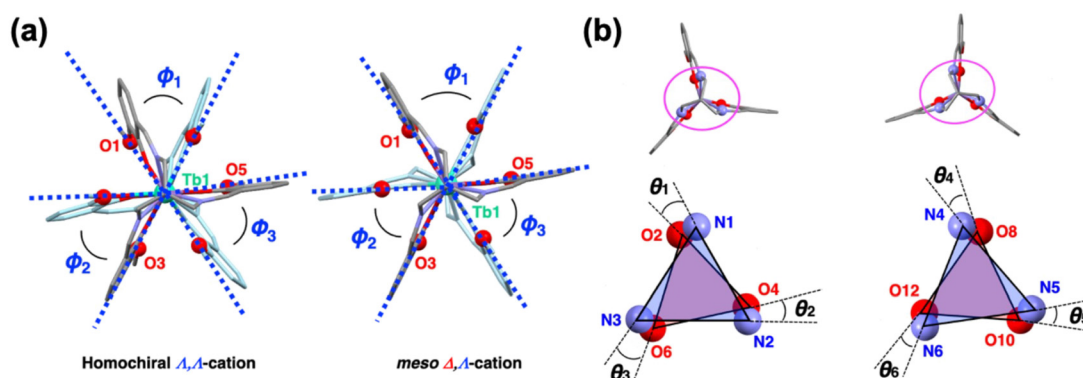 (a)
ϕ1
O1
O5
Tb1
ϕ2
O3
ϕ3
Homochiral Λ,Λ-cation
ϕ1
O1
O5
Tb1
ϕ2
O3
ϕ3
meso Δ,Λ-cation
(b)
θ1
N1
O2
O4
θ2
N3
N2
O6
θ3
θ4
N4
O8
N5
O12
N6
O10
θ6